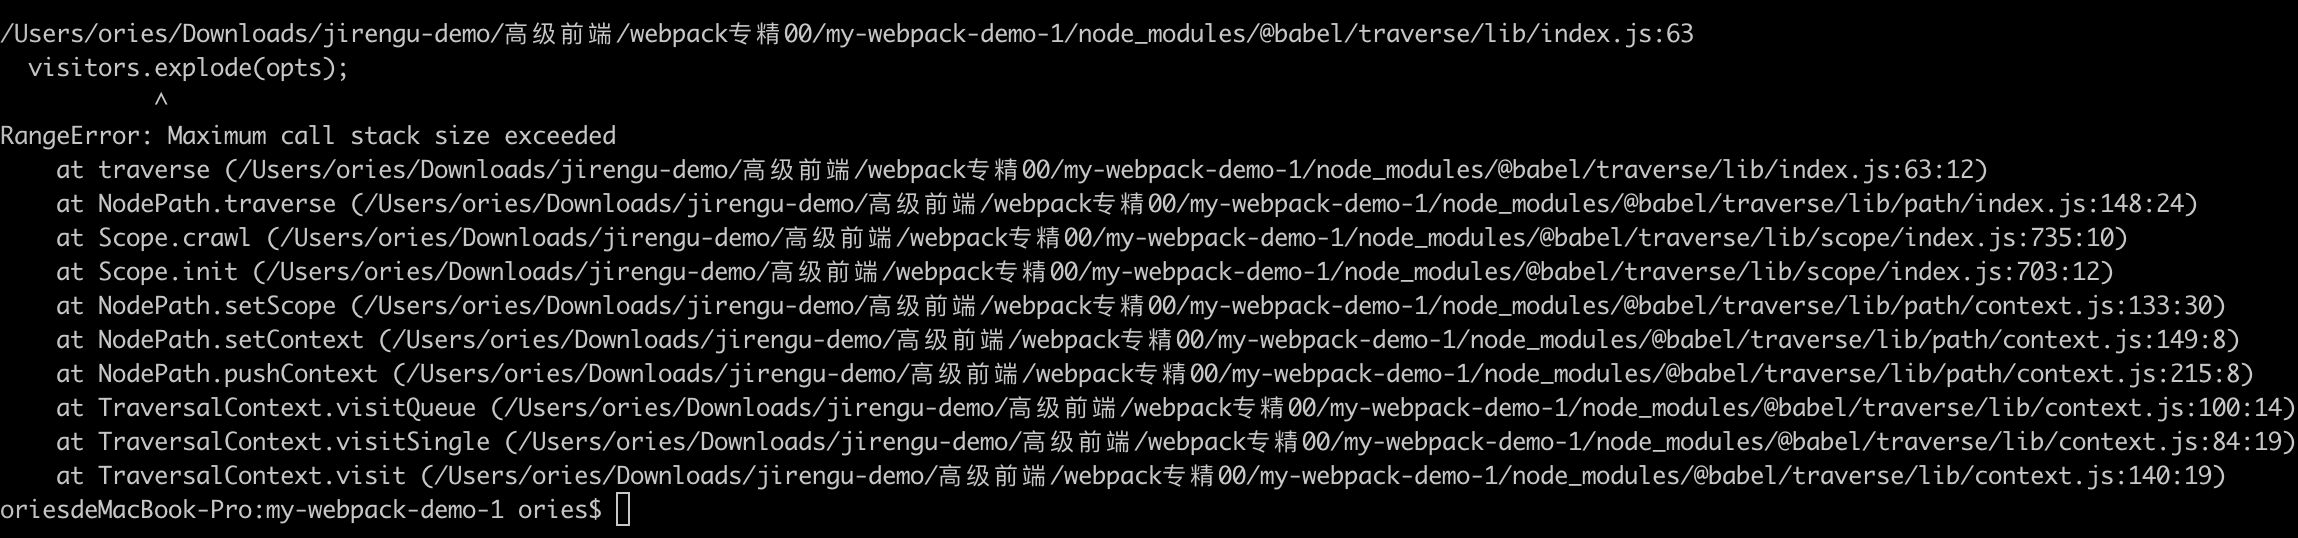 /Users/ories/Downloads/jirengu-demo/高级前端/webpack专精00/my-webpack-demo-1/node_modules/@babel/traverse/lib/index.js:63
  visitors.explode(opts);
           ^
RangeError: Maximum call stack size exceeded
    at traverse (/Users/ories/Downloads/jirengu-demo/高级前端/webpack专精00/my-webpack-demo-1/node_modules/@babel/traverse/lib/index.js:63:12)
    at NodePath.traverse (/Users/ories/Downloads/jirengu-demo/高级前端/webpack专精00/my-webpack-demo-1/node_modules/@babel/traverse/lib/path/index.js:148:24)
    at Scope.crawl (/Users/ories/Downloads/jirengu-demo/高级前端/webpack专精00/my-webpack-demo-1/node_modules/@babel/traverse/lib/scope/index.js:735:10)
    at Scope.init (/Users/ories/Downloads/jirengu-demo/高级前端/webpack专精00/my-webpack-demo-1/node_modules/@babel/traverse/lib/scope/index.js:703:12)
    at NodePath.setScope (/Users/ories/Downloads/jirengu-demo/高级前端/webpack专精00/my-webpack-demo-1/node_modules/@babel/traverse/lib/path/context.js:133:30)
    at NodePath.setContext (/Users/ories/Downloads/jirengu-demo/高级前端/webpack专精00/my-webpack-demo-1/node_modules/@babel/traverse/lib/path/context.js:149:8)
    at NodePath.pushContext (/Users/ories/Downloads/jirengu-demo/高级前端/webpack专精00/my-webpack-demo-1/node_modules/@babel/traverse/lib/path/context.js:215:8)
    at TraversalContext.visitQueue (/Users/ories/Downloads/jirengu-demo/高级前端/webpack专精00/my-webpack-demo-1/node_modules/@babel/traverse/lib/context.js:100:14)
    at TraversalContext.visitSingle (/Users/ories/Downloads/jirengu-demo/高级前端/webpack专精00/my-webpack-demo-1/node_modules/@babel/traverse/lib/context.js:84:19)
    at TraversalContext.visit (/Users/ories/Downloads/jirengu-demo/高级前端/webpack专精00/my-webpack-demo-1/node_modules/@babel/traverse/lib/context.js:140:19)
oriesdeMacBook-Pro:my-webpack-demo-1 ories$